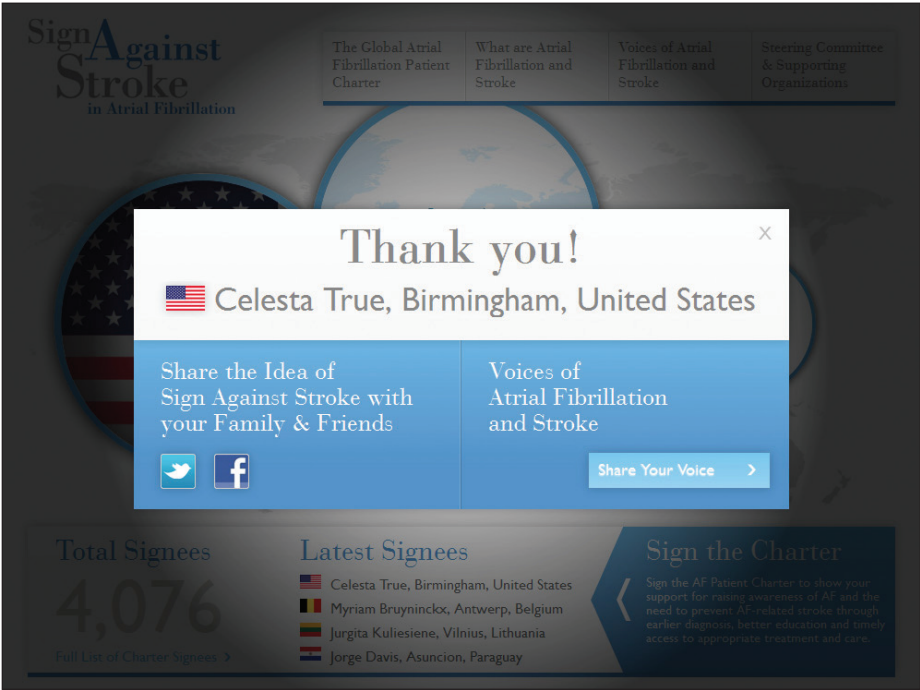 Sign Against
Stroke
in Atrial Fibrillation
The Global Atrial
Fibrillation Patient
Charter
What are Atrial
Fibrillation and
Stroke
Voices of Atrial
Fibrillation and
Stroke
Steering Committee
& Supporting
Organizations
Thank you!
X
Celesta True, Birmingham, United States
Share the Idea of
Sign Against Stroke with
your Family & Friends
Voices of
Atrial Fibrillation
and Stroke
Share Your Voice >
Total Signees
4,076
Full List of Charter Signees >
Latest Signees
Celesta True, Birmingham, United States
Myriam Bruyninckx, Antwerp, Belgium
Jurgita Kuliesiene, Vilnius, Lithuania
Jorge Davis, Asuncion, Paraguay
Sign the Charter
Sign the AF Patient Charter to show your
support for raising awareness of AF and the
need to prevent AF-related stroke through
earlier diagnosis, better education and timely
access to appropriate treatment and care.